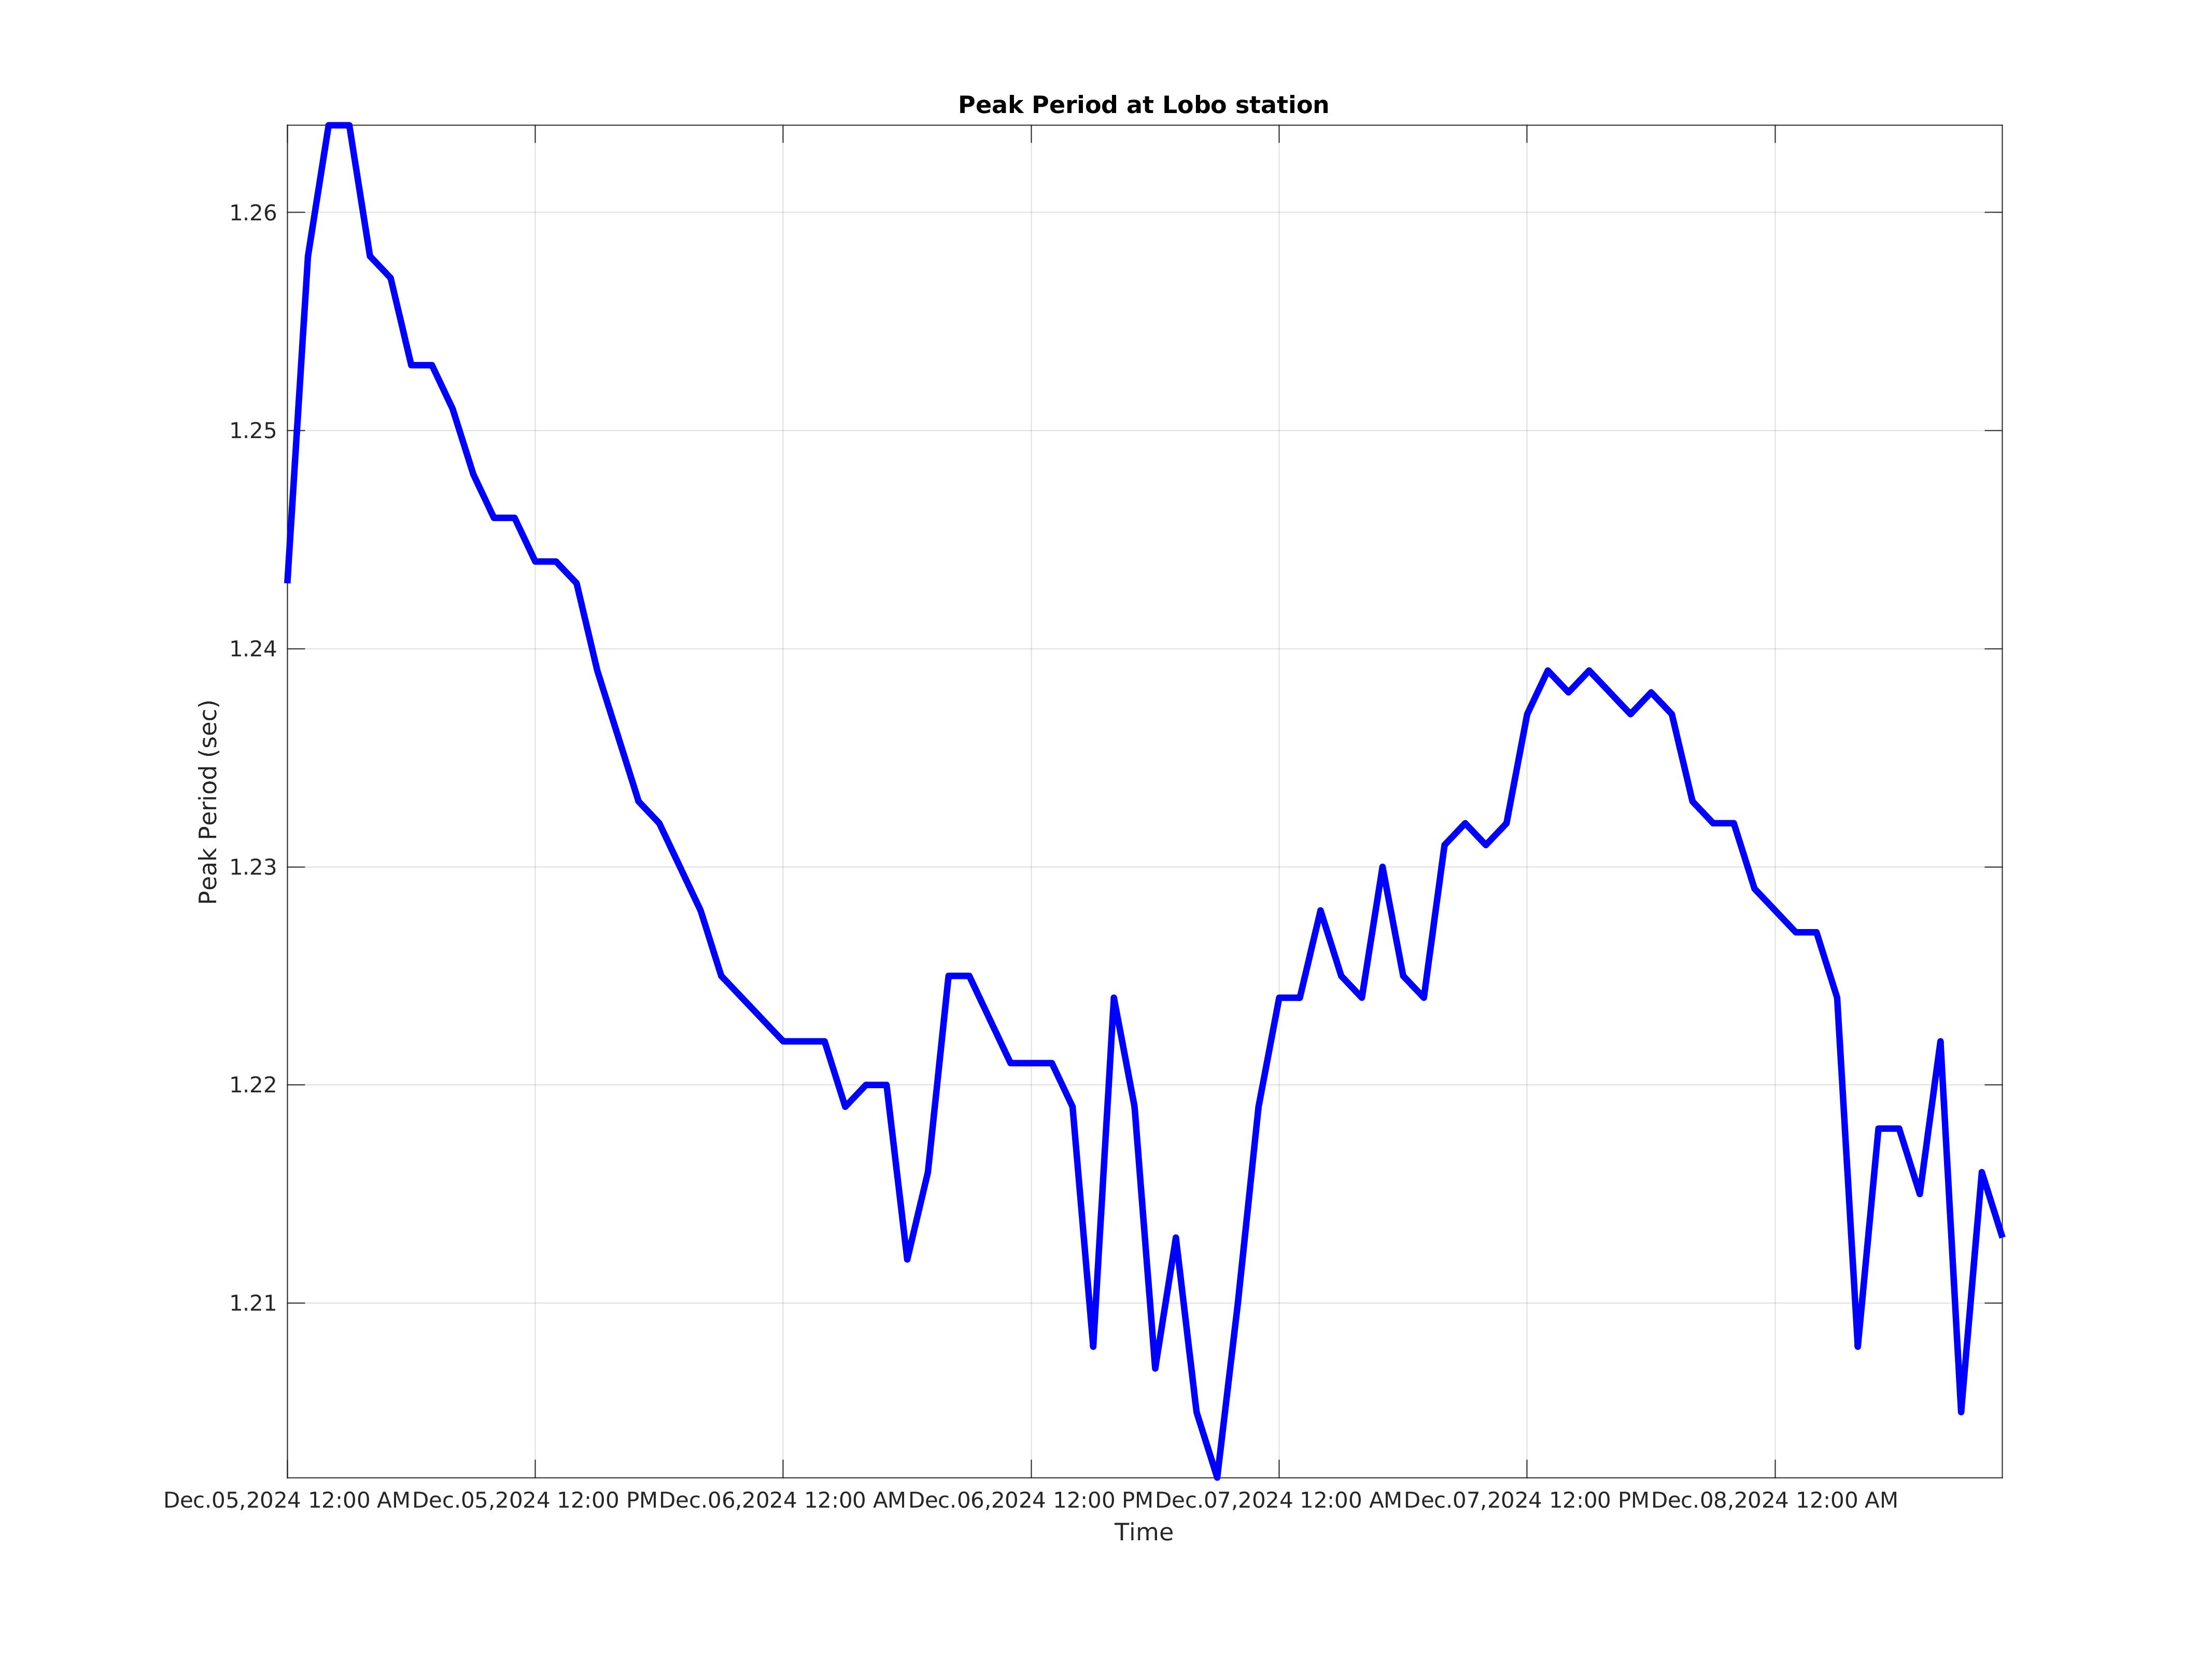 Peak Period at Lobo station
1.26
1.25
1.24
1.23
1.22
1.21
Peak Period (sec)
Dec.05,2024 12:00 AM Dec.05,2024 12:00 PM Dec.06,2024 12:00 AM Dec.06,2024 12:00 PM Dec.07,2024 12:00 AM Dec.07,2024 12:00 PM Dec.08,2024 12:00 AM
Time